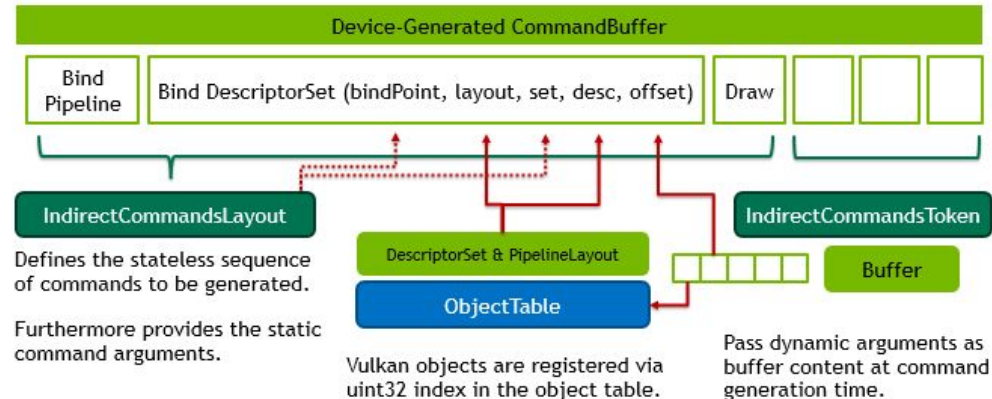 Device-Generated CommandBuffer
Bind
Pipeline
Bind DescriptorSet (bindPoint, layout, set, desc, offset)
Draw
IndirectCommandsLayout
Defines the stateless sequence
of commands to be generated.
Furthermore provides the static
command arguments.
DescriptorSet & PipelineLayout
ObjectTable
Vulkan objects are registered via
uint32 index in the object table.
IndirectCommandsToken
Buffer
Pass dynamic arguments as
buffer content at command
generation time.